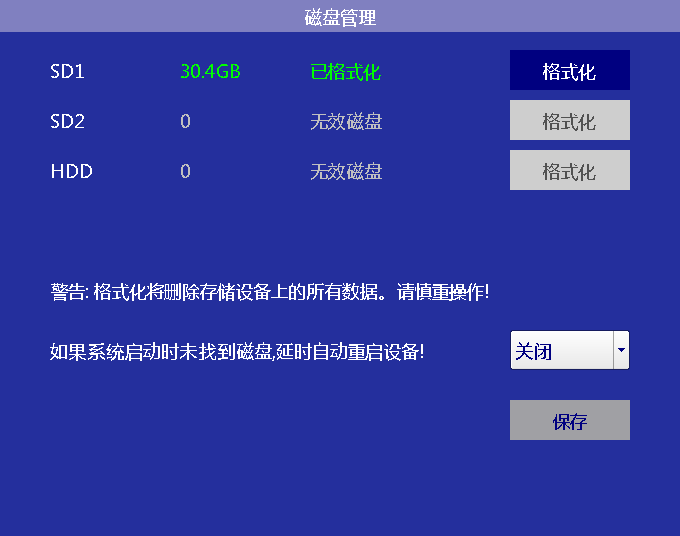 磁盘管理
SD1 30.4GB 已格式化 格式化
SD2 0 无效磁盘 格式化
HDD 0 无效磁盘 格式化
警告: 格式化将删除存储设备上的所有数据。请慎重操作!
如果系统启动时未找到磁盘,延时自动重启设备! 关闭
保存